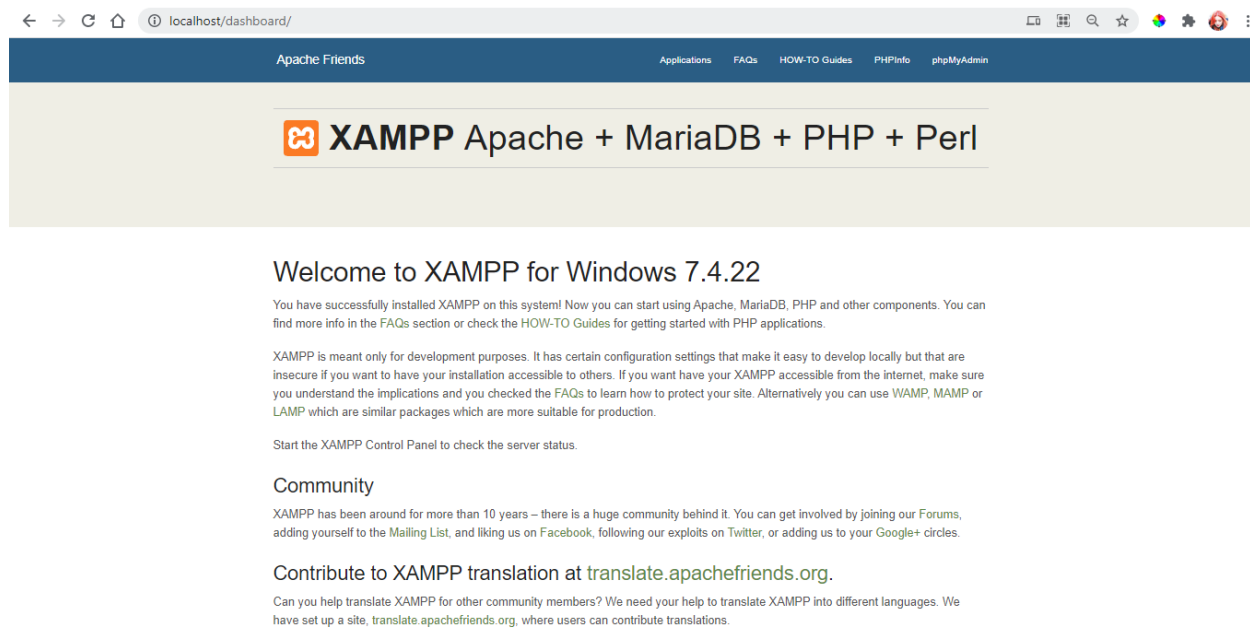 localhost/dashboard/
Apache Friends
Applications FAQs HOW-TO Guides PHPInfo phpMyAdmin
XAMPP Apache + MariaDB + PHP + Perl
Welcome to XAMPP for Windows 7.4.22
You have successfully installed XAMPP on this system! Now you can start using Apache, MariaDB, PHP and other components. You can
find more info in the FAQs section or check the HOW-TO Guides for getting started with PHP applications.
XAMPP is meant only for development purposes. It has certain configuration settings that make it easy to develop locally but that are
insecure if you want to have your installation accessible to others. If you want have your XAMPP accessible from the internet, make sure
you understand the implications and you checked the FAQs to learn how to protect your site. Alternatively you can use WAMP, MAMP or
LAMP which are similar packages which are more suitable for production.
Start the XAMPP Control Panel to check the server status.
Community
XAMPP has been around for more than 10 years – there is a huge community behind it. You can get involved by joining our Forums,
adding yourself to the Mailing List, and liking us on Facebook, following our exploits on Twitter, or adding us to your Google+ circles.
Contribute to XAMPP translation at translate.apachefriends.org.
Can you help translate XAMPP for other community members? We need your help to translate XAMPP into different languages. We
have set up a site, translate.apachefriends.org, where users can contribute translations.